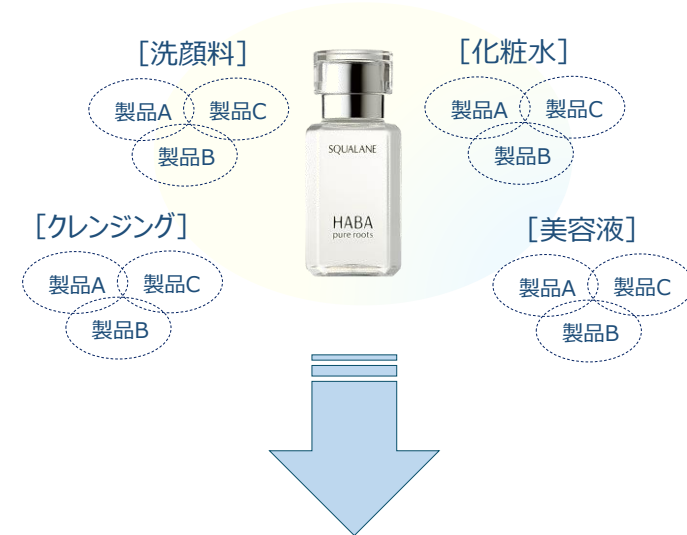 ［洗顔料］
製品A 製品C
製品B
［化粧水］
製品A 製品C
製品B
SQUALANE
HABA
pure roots
［クレンジング］
製品A 製品C
製品B
［美容液］
製品A 製品C
製品B